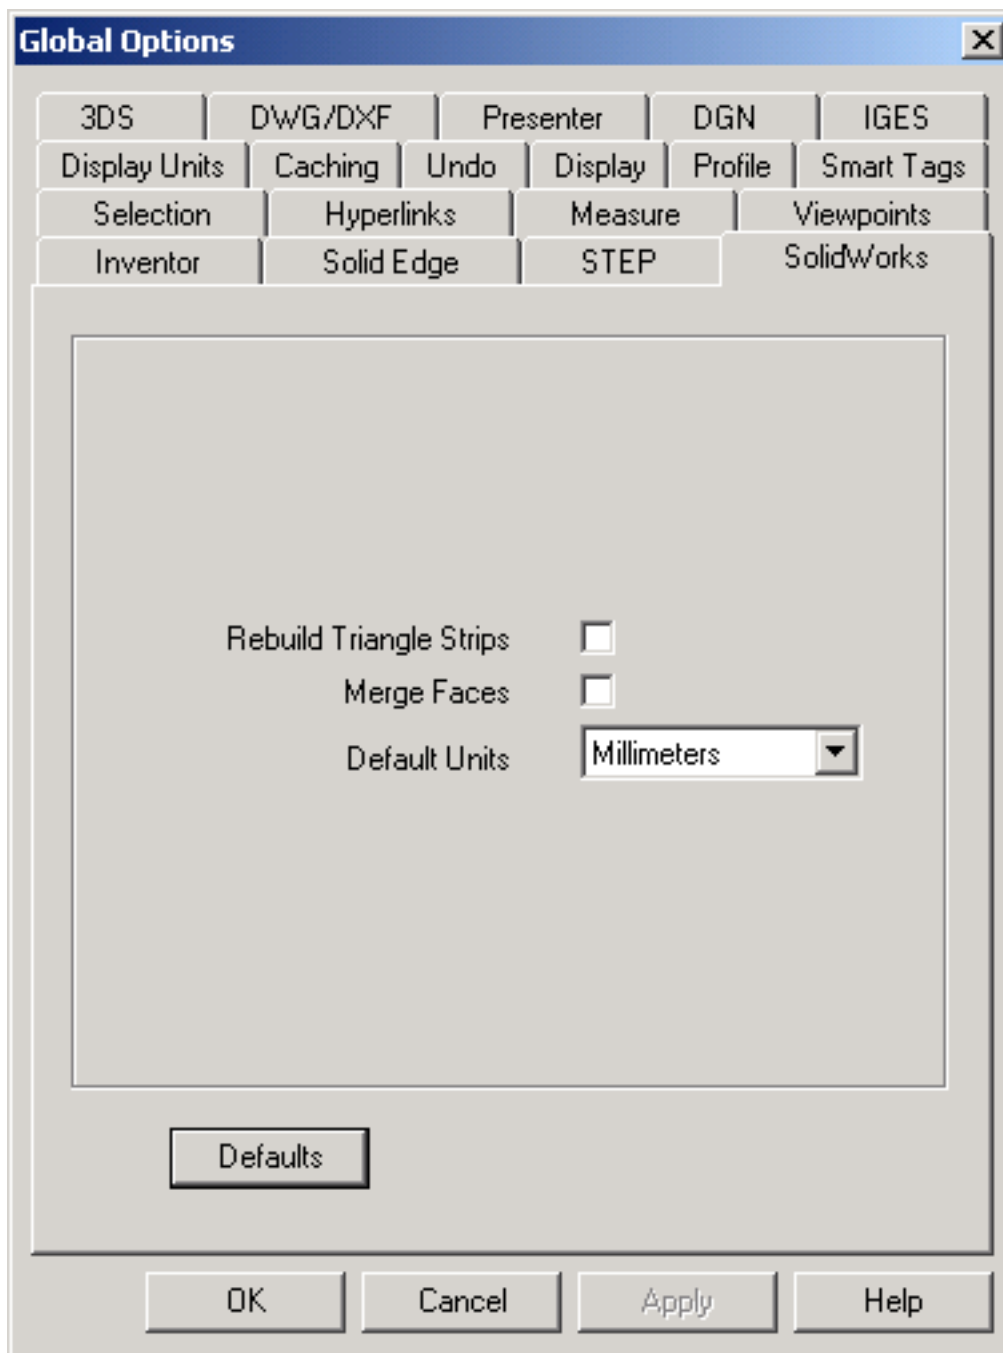 Global Options
3DS DWG/DXF Presenter DGN IGES
Display Units Caching Undo Display Profile Smart Tags
Selection Hyperlinks Measure Viewpoints
Inventor Solid Edge STEP SolidWorks
Rebuild Triangle Strips
Merge Faces
Default Units Millimeters
Defaults
OK Cancel Apply Help